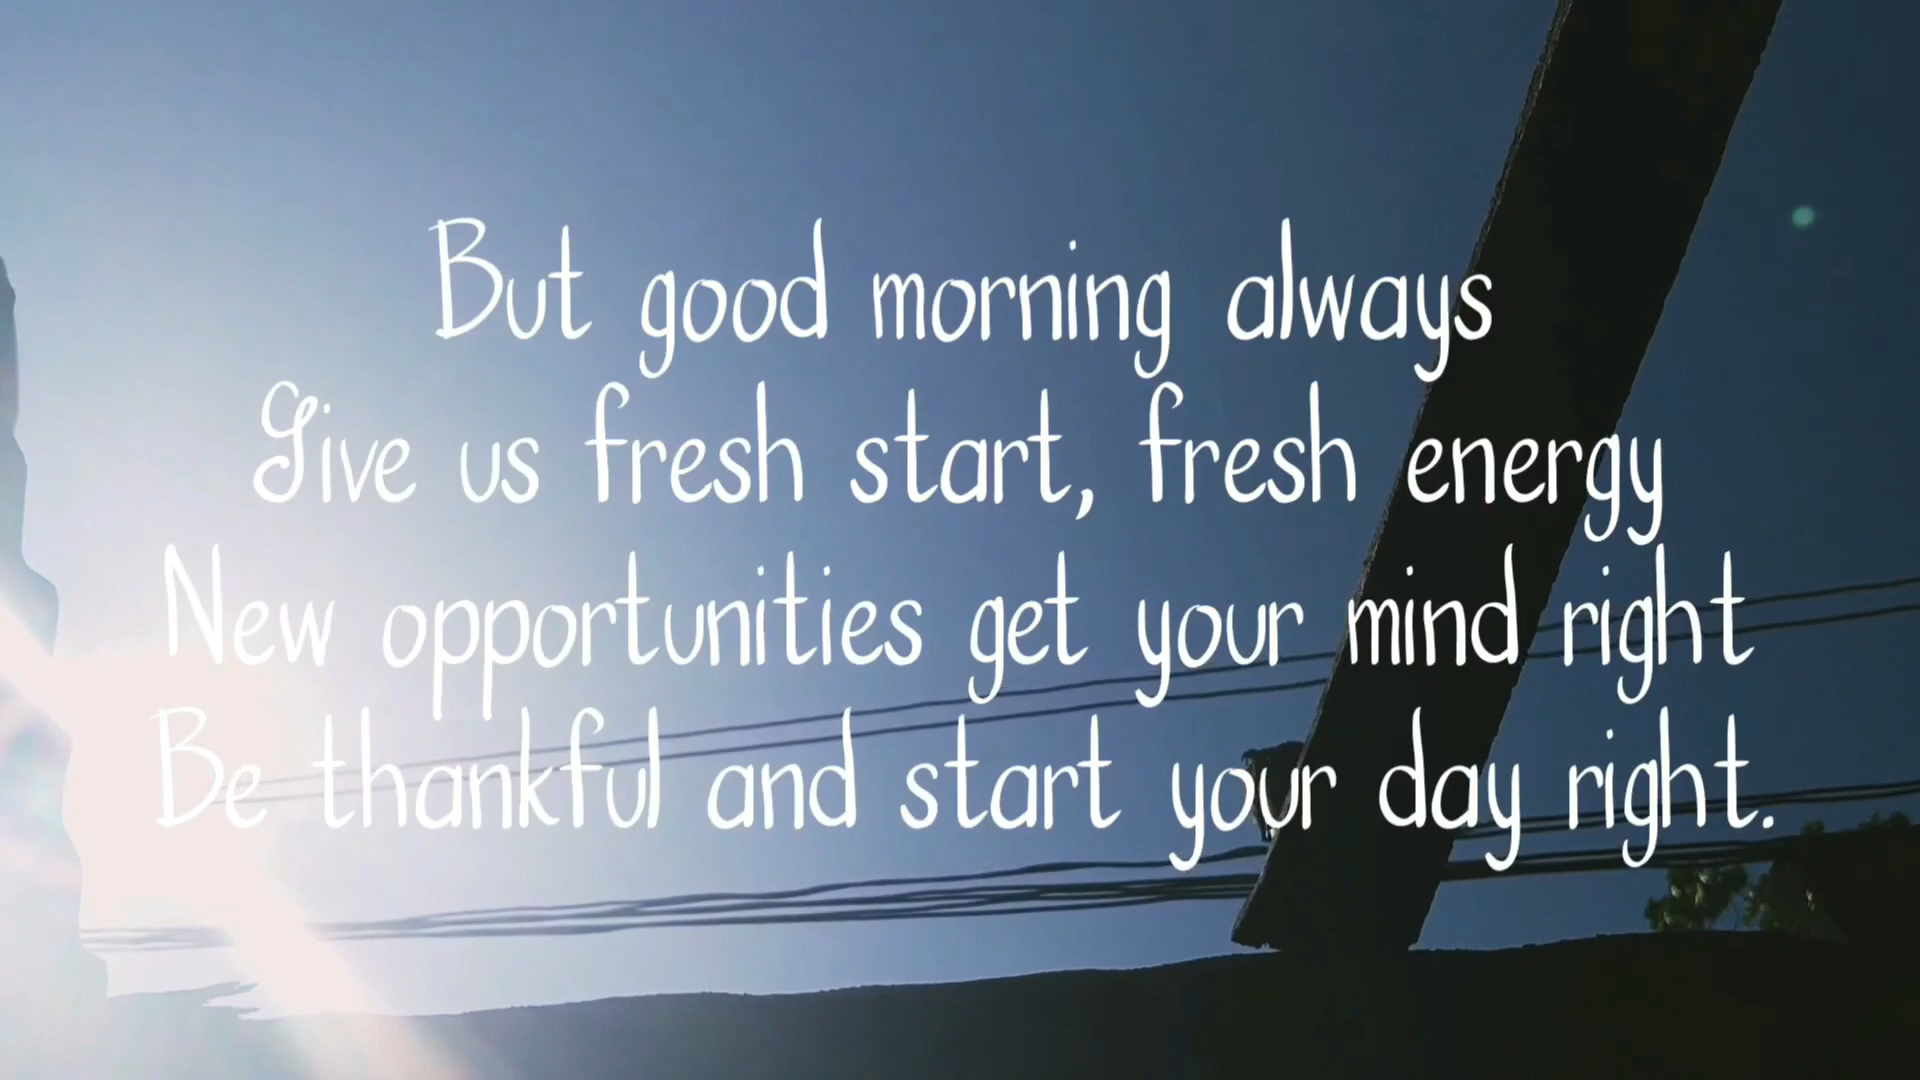 But good morning always
Give us fresh start, fresh energy
New opportunities get your mind right
Be thankful and start your day right.